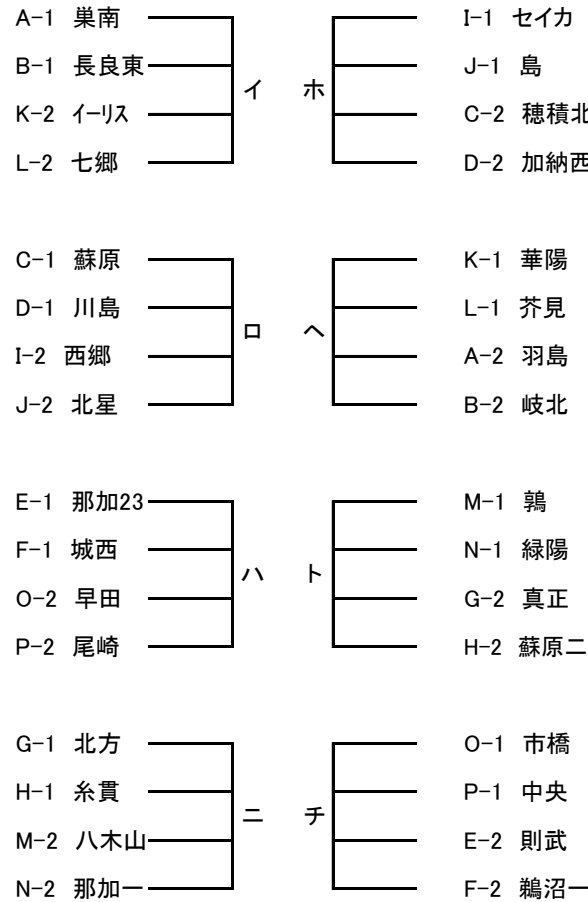 A-1 巣南
B-1 長良東
K-2 イーリス
L-2 七郷
イ
C-1 蘇原
D-1 川島
I-2 西郷
J-2 北星
ロ
E-1 那加23
F-1 城西
O-2 早田
P-2 尾崎
ハ
G-1 北方
H-1 糸貫
M-2 八木山
N-2 那加一
ニ
I-1 セイカ
J-1 島
C-2 穂積北
D-2 加納西
ホ
K-1 華陽
L-1 芥見
A-2 羽島
B-2 岐北
ヘ
M-1 鶉
N-1 緑陽
G-2 真正
H-2 蘇原二
ト
O-1 市橋
P-1 中央
E-2 則武
F-2 鵜沼一
チ